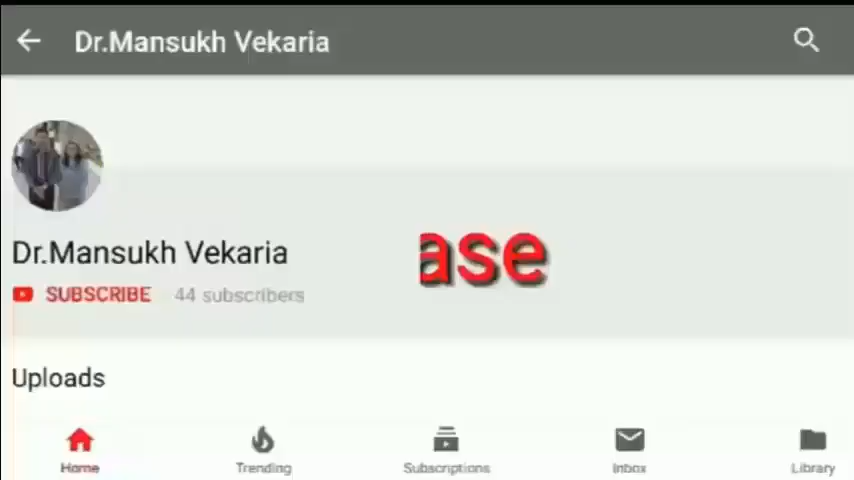 Dr.Mansukh Vekaria
Dr.Mansukh Vekaria
ase
SUBSCRIBE 44 subscribers
Uploads
Home Trending Subscriptions Inbox Library